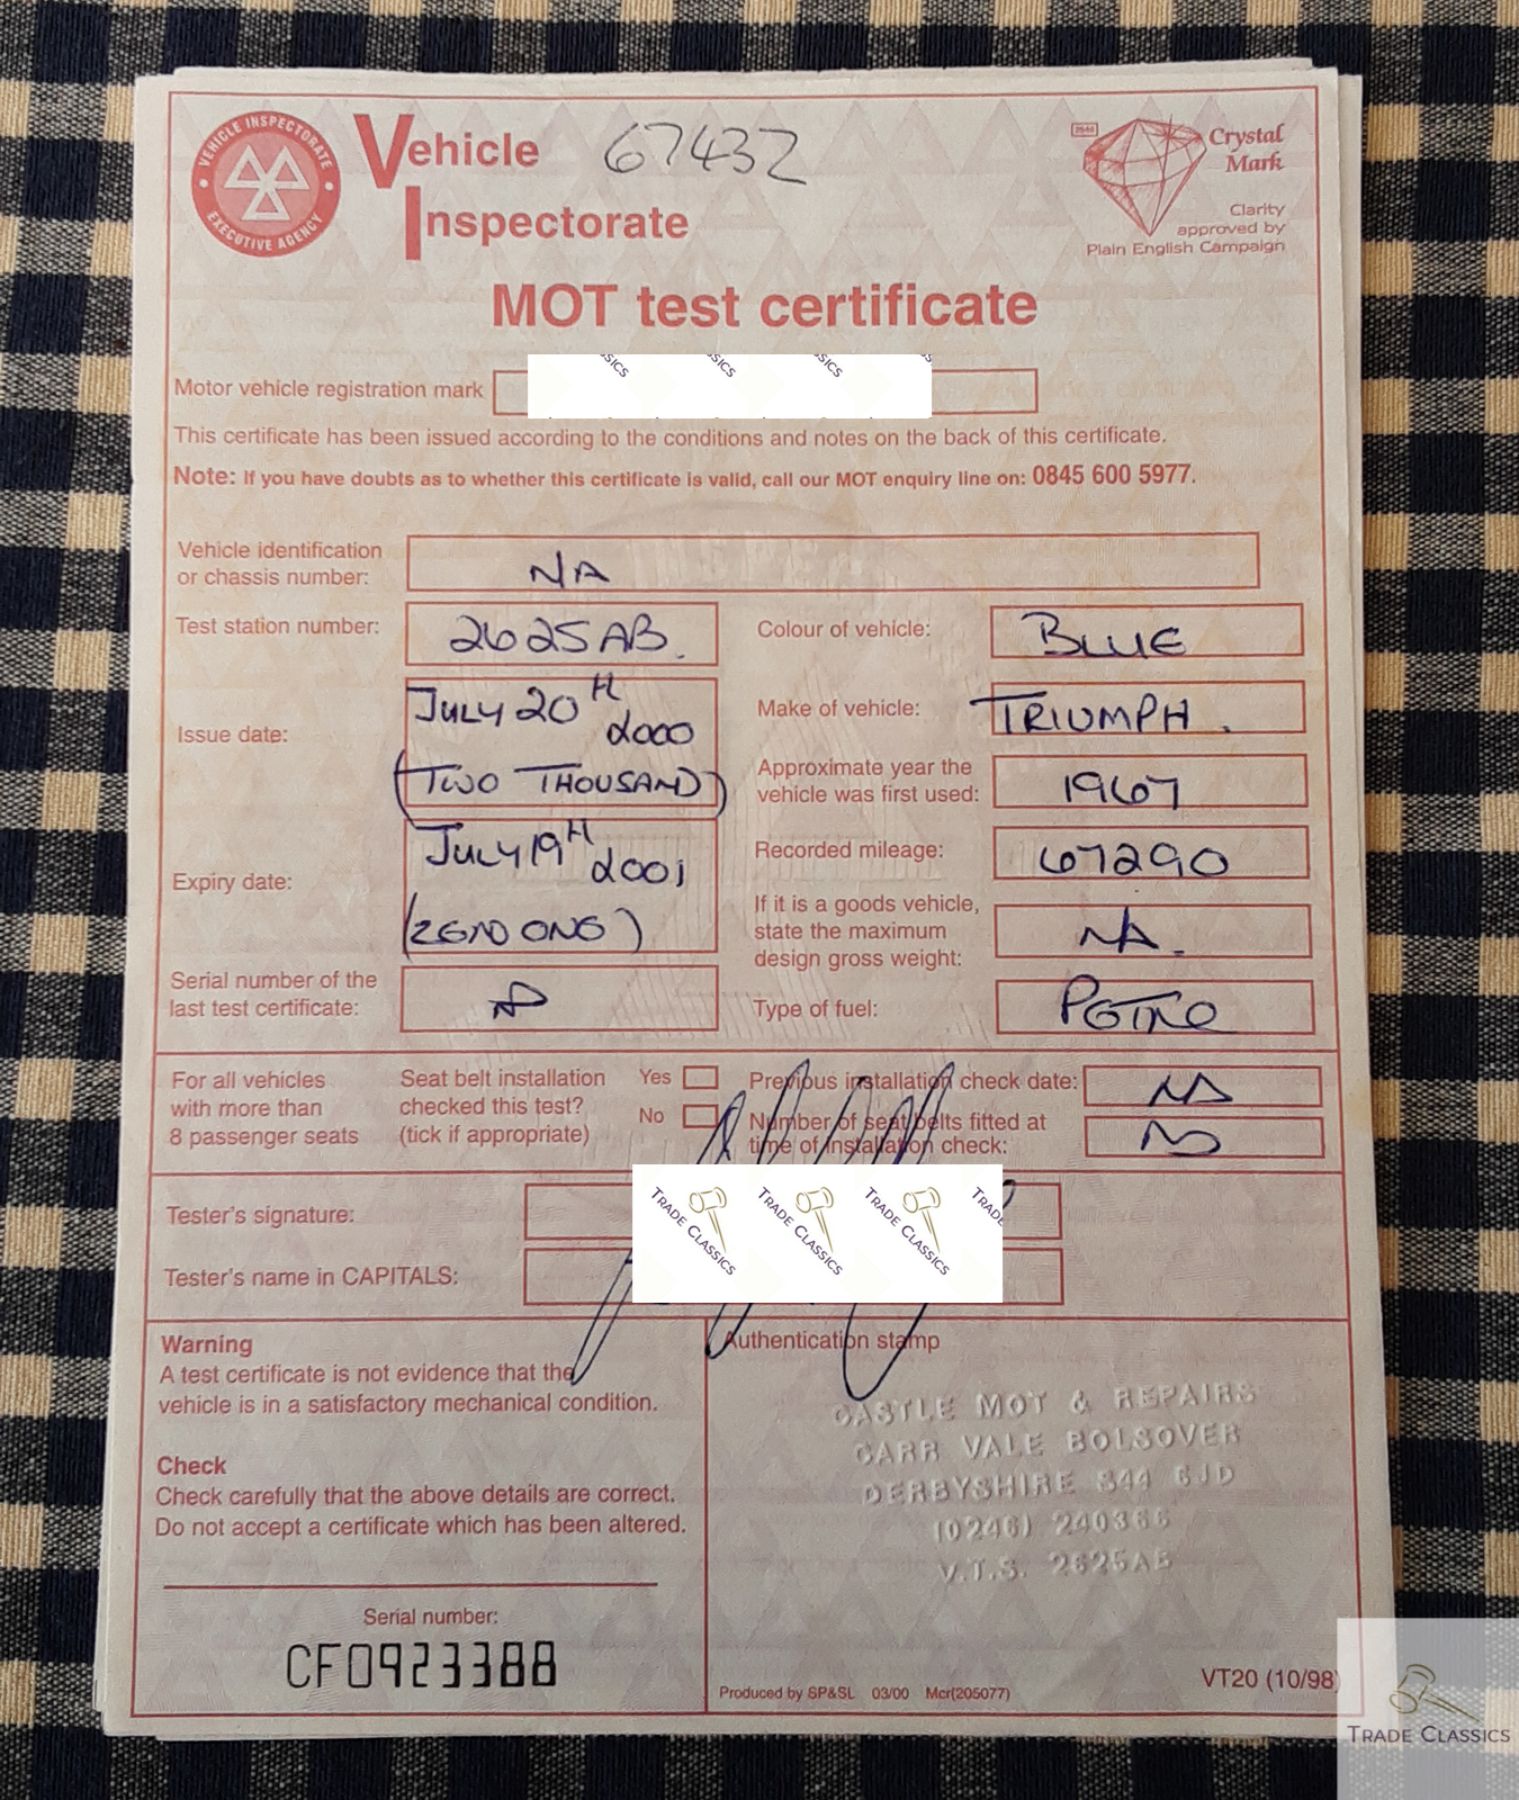 VEHICLE INSPECTORATE
EXECUTIVE AGENCY
Vehicle
Inspectorate
67432
Crystal
Mark
Clarity
approved by
Plain English Campaign
MOT test certificate
Motor vehicle registration mark
SSICS SSICS SSICS
This certificate has been issued according to the conditions and notes on the back of this certificate.
Note: If you have doubts as to whether this certificate is valid, call our MOT enquiry line on: 0845 600 5977.
Vehicle identification
or chassis number:
NA
Test station number:
2625AB.
Colour of vehicle:
BLUE
Issue date:
JULY 20TH
2000
(TWO THOUSAND)
Make of vehicle:
TRIUMPH.
Approximate year the
vehicle was first used:
1967
Expiry date:
JULY 19TH
2001
(ZERO ONE)
Recorded mileage:
67290
If it is a goods vehicle,
state the maximum
design gross weight:
NA.
Serial number of the
last test certificate:
Type of fuel:
PETROL
For all vehicles
with more than
8 passenger seats
Seat belt installation
checked this test?
(tick if appropriate)
Yes
No
Previous installation check date:
NA
Number of seat belts fitted at
time of installation check:
Tester's signature:
Tester's name in CAPITALS:
TRADE CLASSICS TRADE CLASSICS TRADE CLASSICS TRADE
Warning
A test certificate is not evidence that the
vehicle is in a satisfactory mechanical condition.
Check
Check carefully that the above details are correct.
Do not accept a certificate which has been altered.
Serial number:
CF0923388
Authentication stamp
CASTLE MOT & REPAIRS
CARR VALE BOLSOVER
DERBYSHIRE S44 6JD
(0246) 240366
V.T.S. 2625AB
Produced by SP&SL 03/00 Mcr(205077)
VT20 (10/98)
TRADE CLASSICS